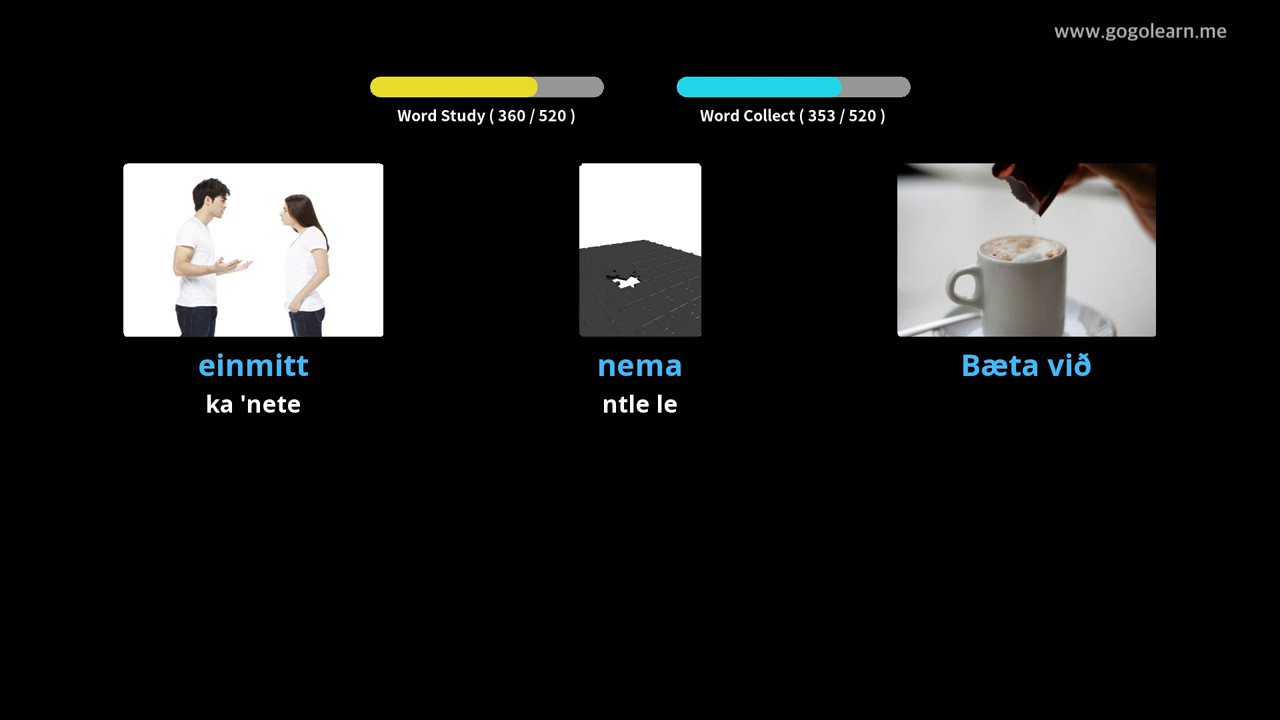 www.gogolearn.me
Word Study ( 360 / 520 )
Word Collect ( 353 / 520 )
einmitt
ka 'nete
nema
ntle le
Bæta við